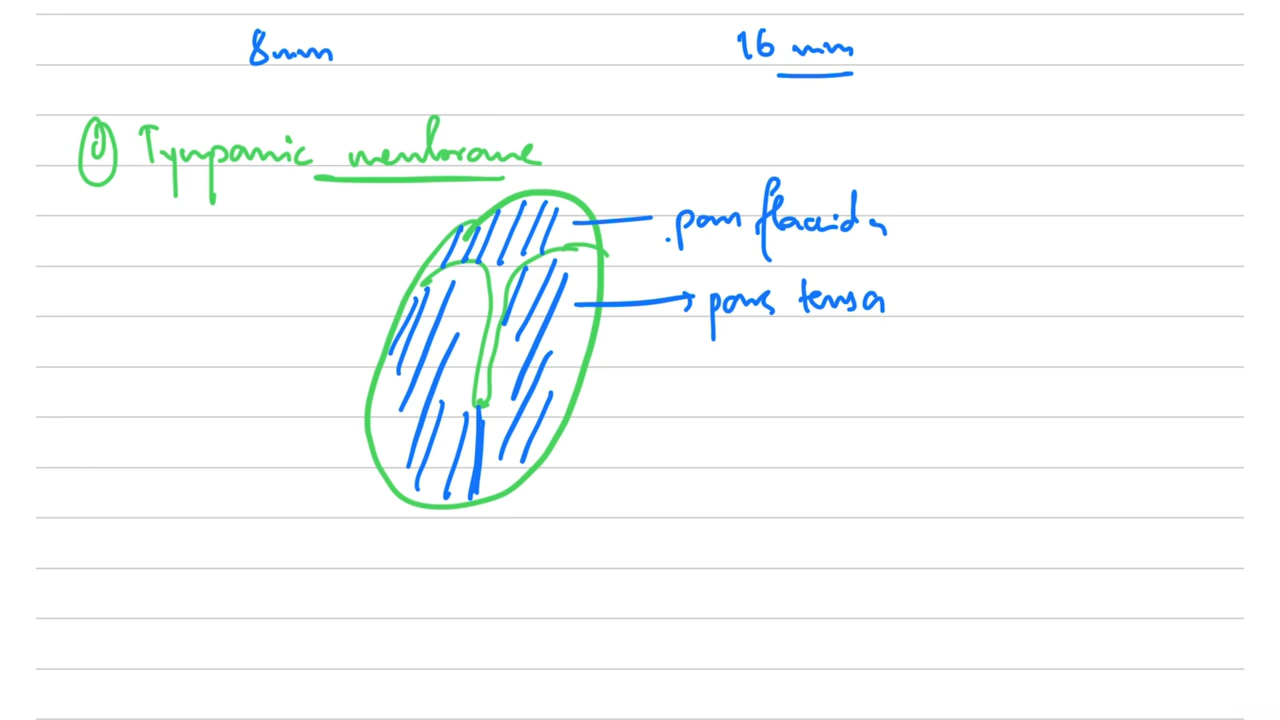 8mm 16 mm
① Tympanic membrane
pars flaccida
pars tensa